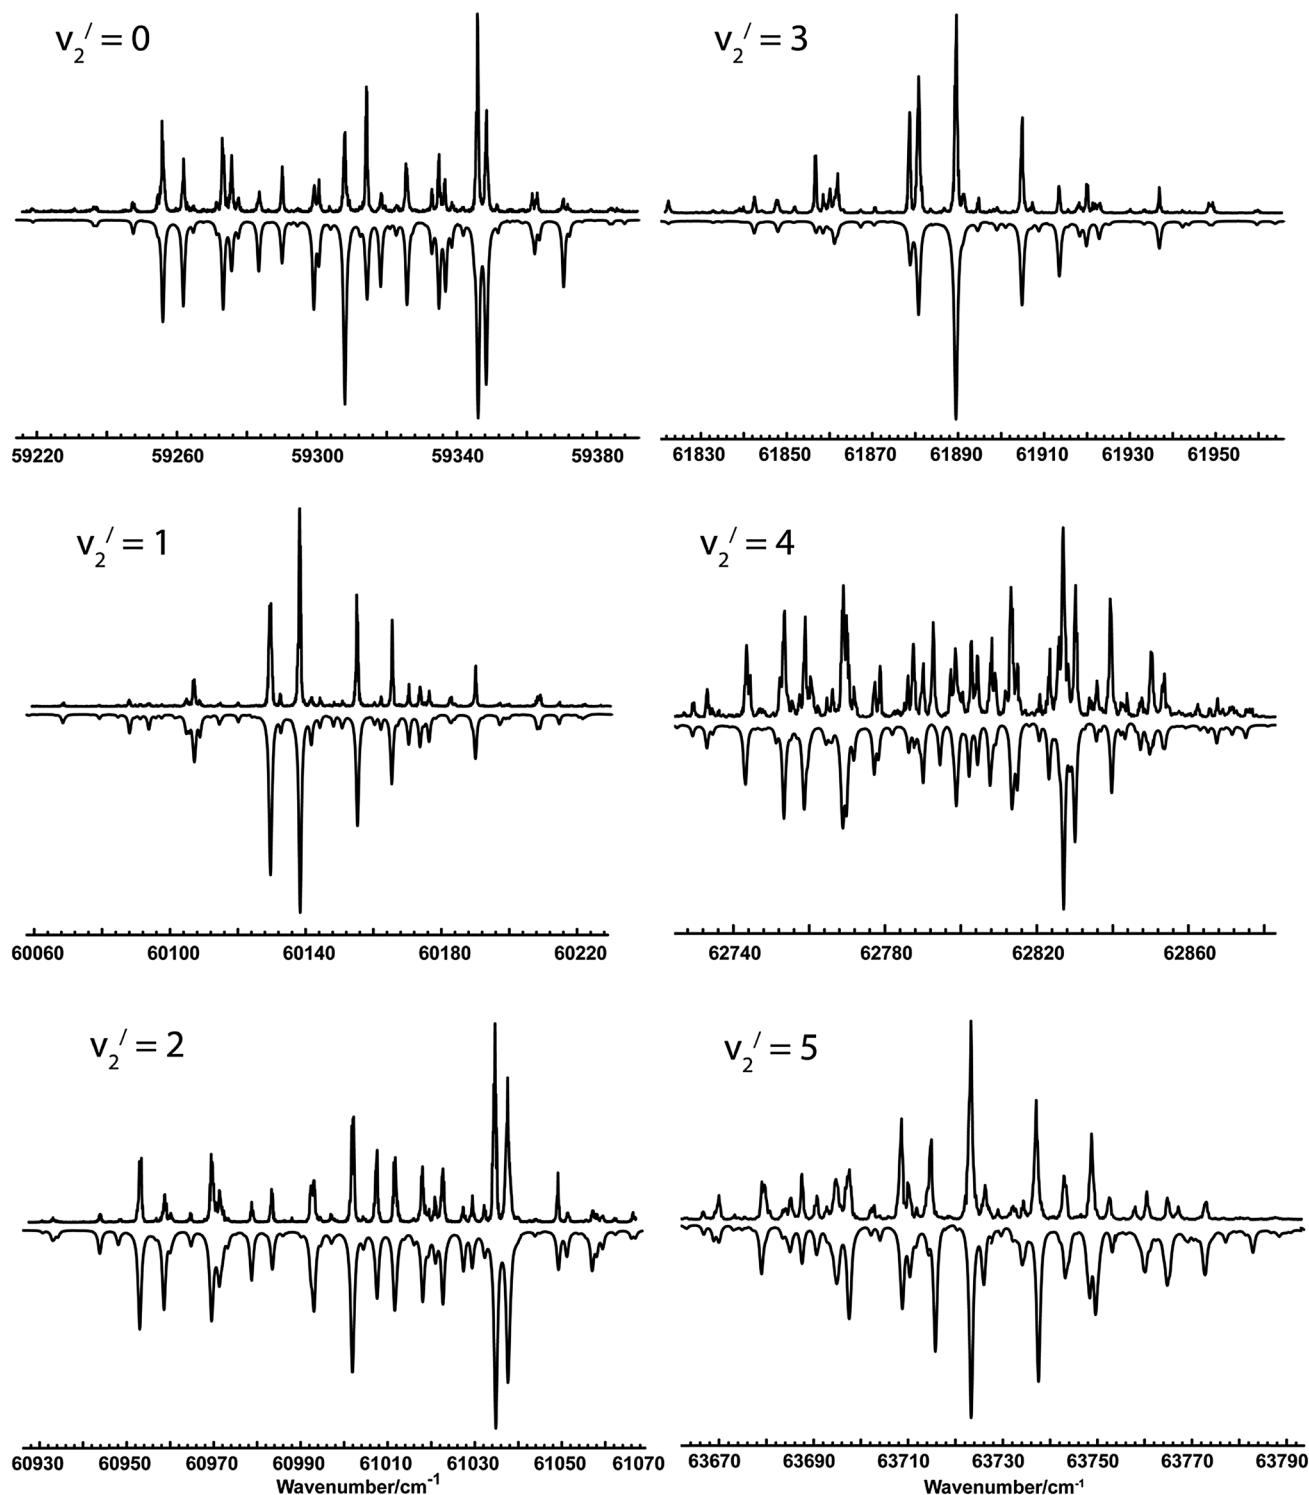 v₂′ = 0
59220 59260 59300 59340 59380
v₂′ = 3
61830 61850 61870 61890 61910 61930 61950
v₂′ = 1
60060 60100 60140 60180 60220
v₂′ = 4
62740 62780 62820 62860
v₂′ = 2
60930 60950 60970 60990 61010 61030 61050 61070
Wavenumber/cm⁻¹
v₂′ = 5
63670 63690 63710 63730 63750 63770 63790
Wavenumber/cm⁻¹